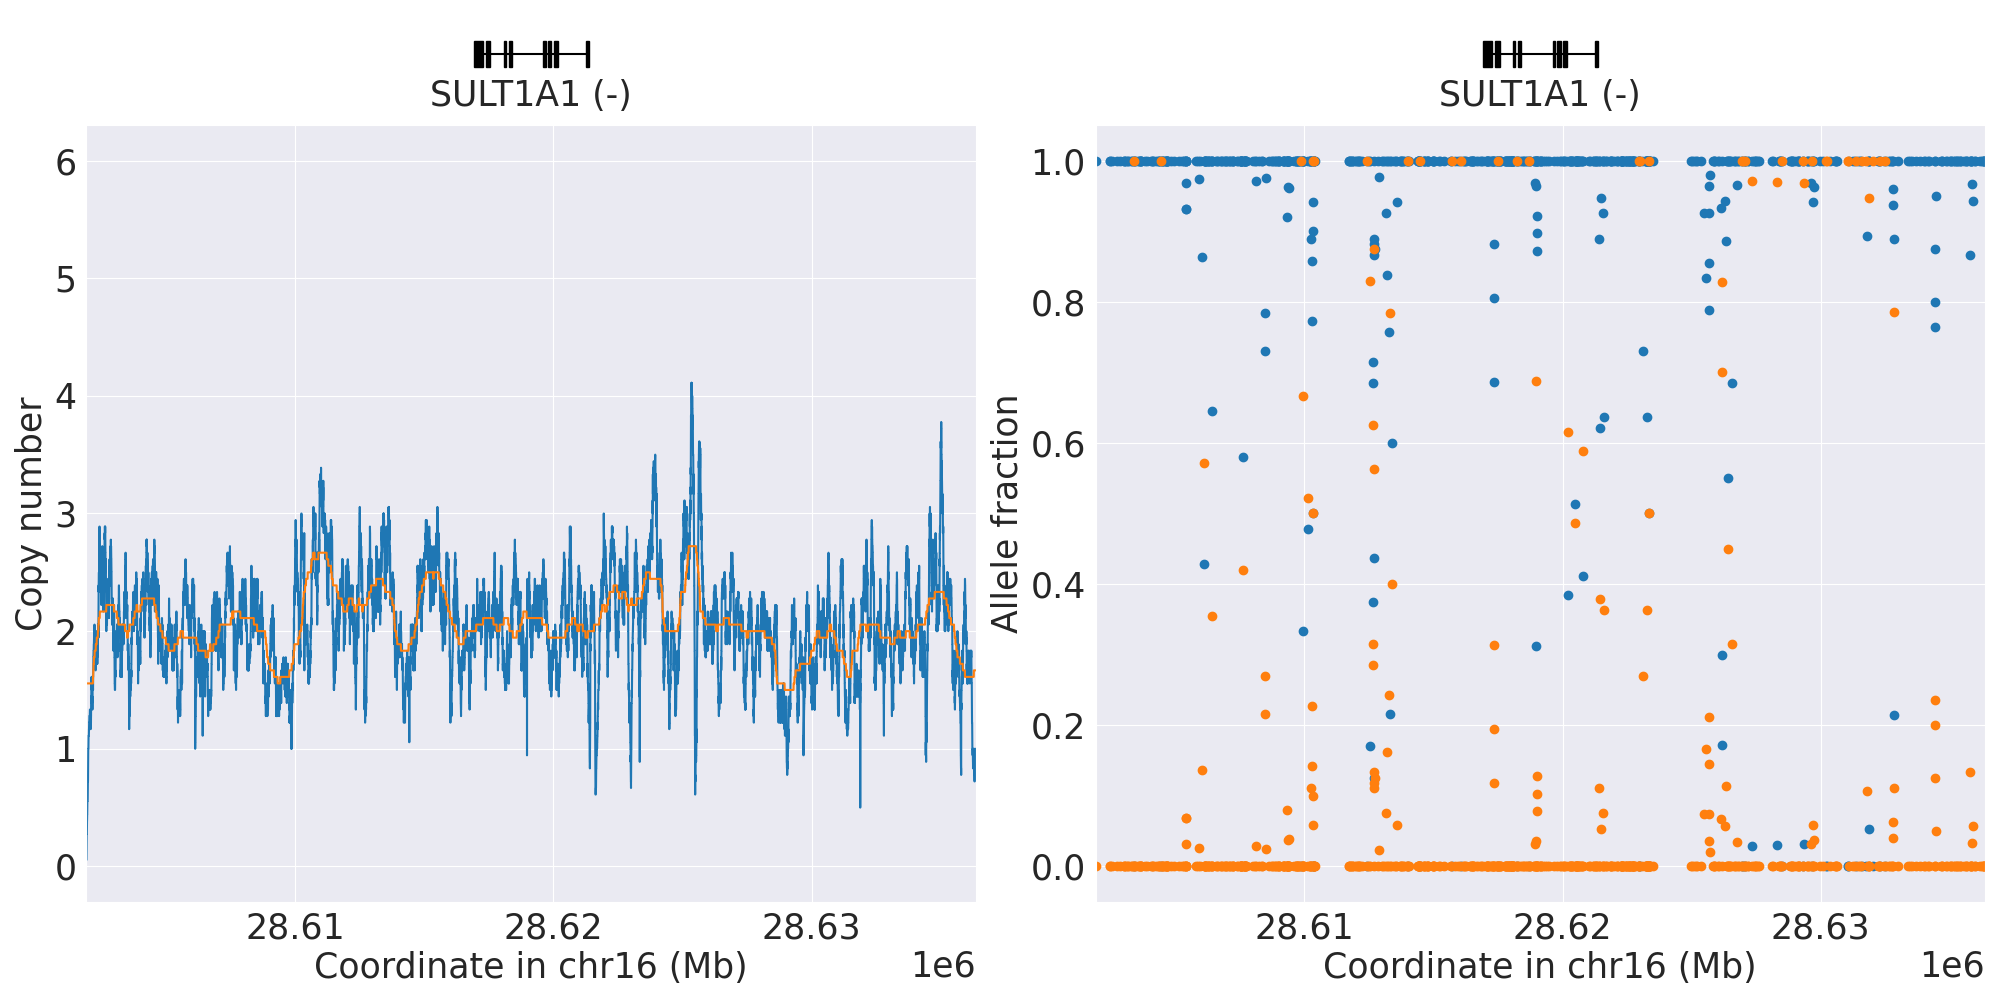 SULT1A1 (-)
6
5
4
3
2
1
0
Copy number
28.61
28.62
28.63
Coordinate in chr16 (Mb)
1e6
SULT1A1 (-)
1.0
0.8
0.6
0.4
0.2
0.0
Allele fraction
28.61
28.62
28.63
Coordinate in chr16 (Mb)
1e6